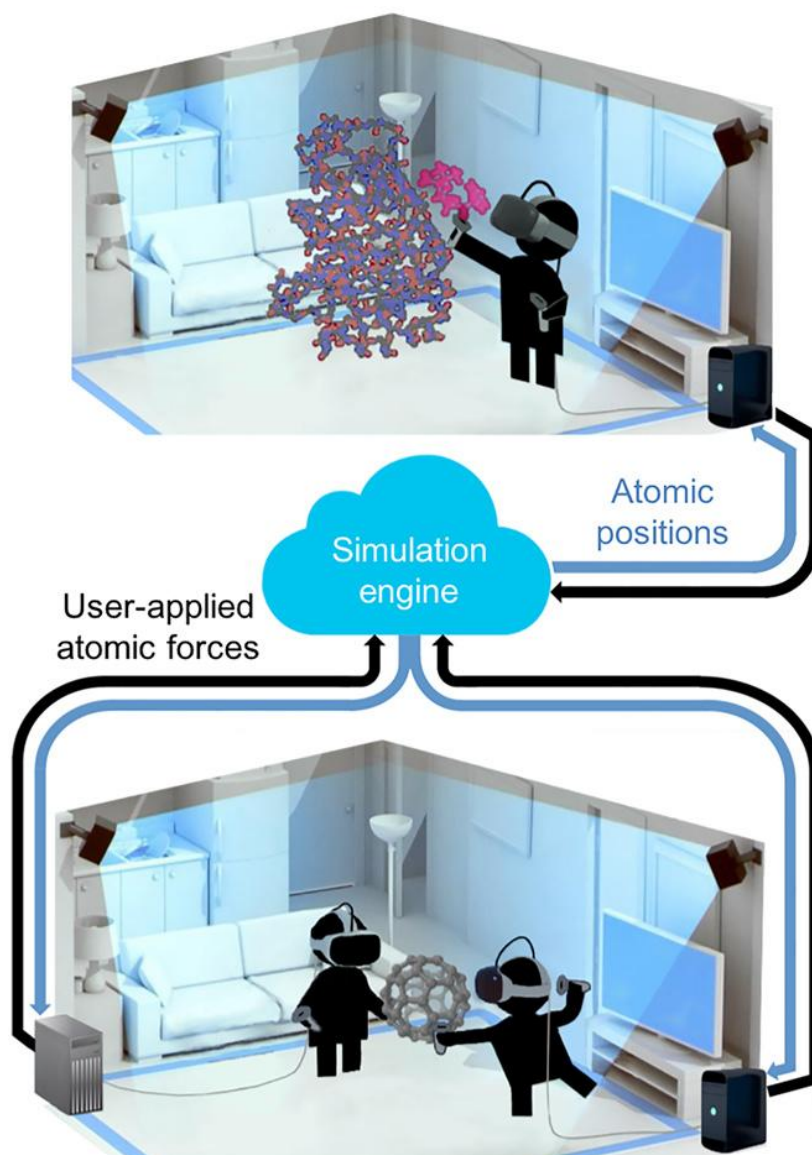 Atomic
positions
Simulation
engine
User-applied
atomic forces